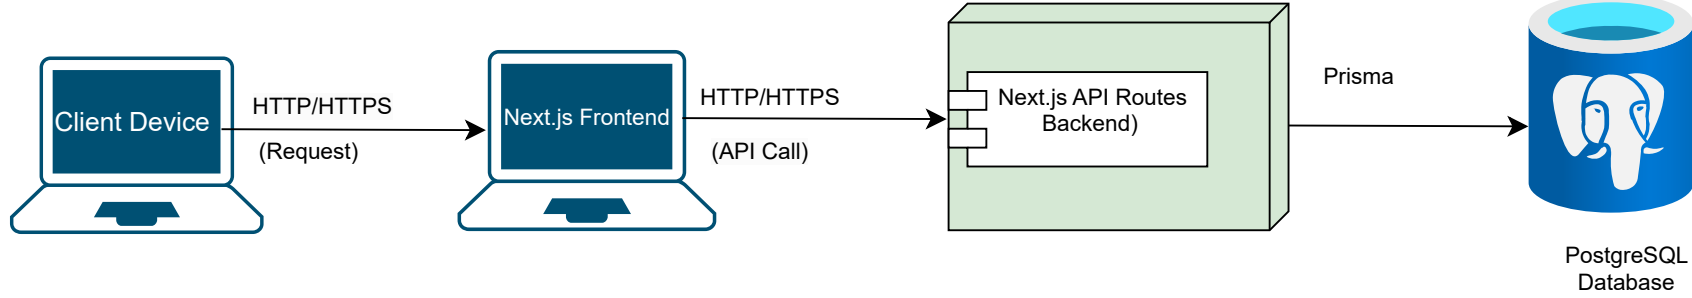 Client Device
HTTP/HTTPS
(Request)
Next.js Frontend
HTTP/HTTPS
(API Call)
Next.js API Routes
Backend)
Prisma
PostgreSQL
Database